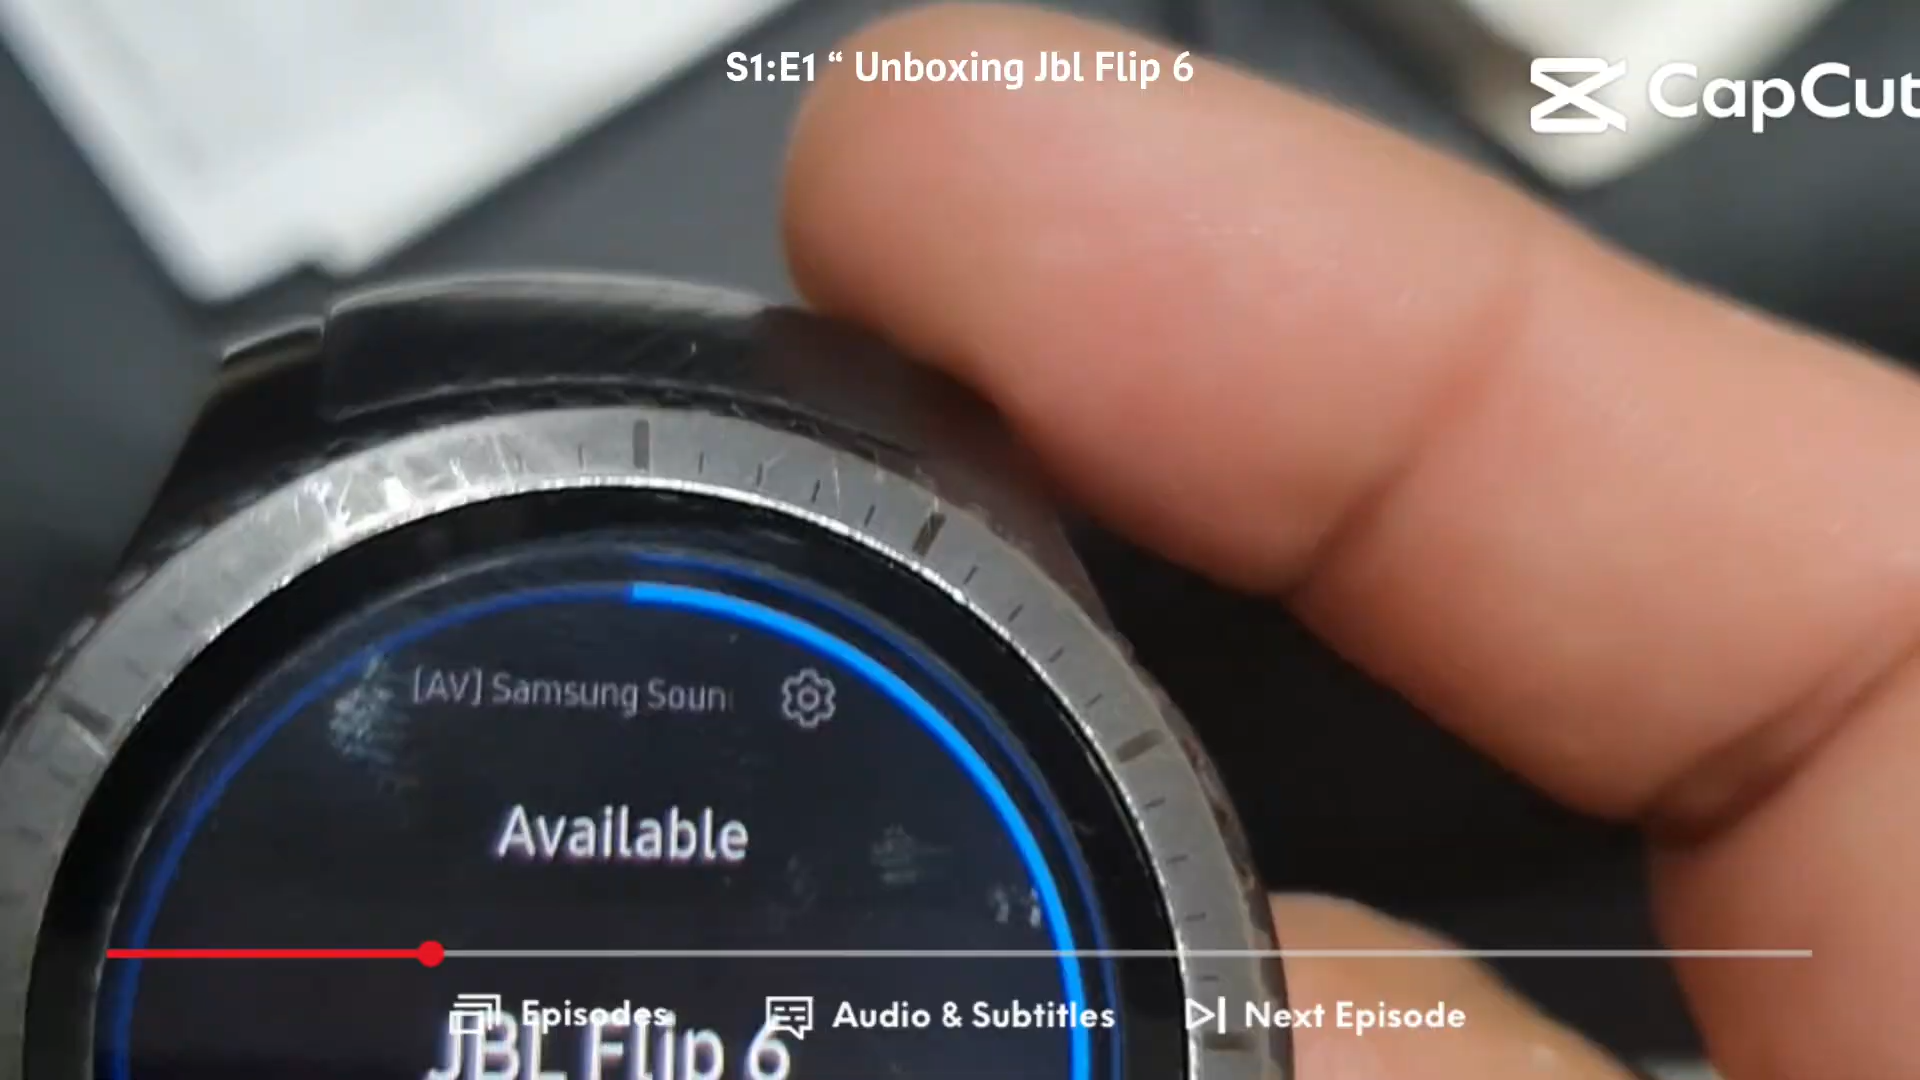 S1:E1 “ Unboxing Jbl Flip 6
CapCut
[AV] Samsung Soun
Available
JBL Flip 6
Episodes
Audio & Subtitles
Next Episode